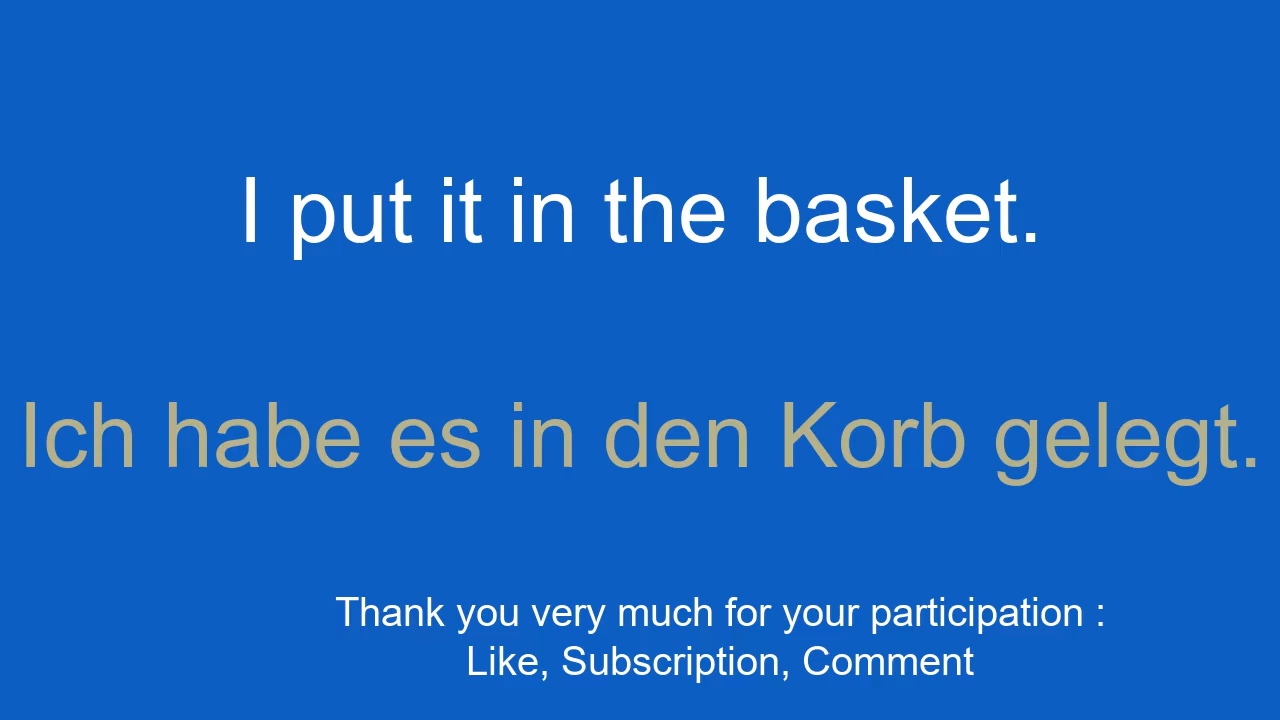 I put it in the basket.
Ich habe es in den Korb gelegt.
Thank you very much for your participation :
Like, Subscription, Comment